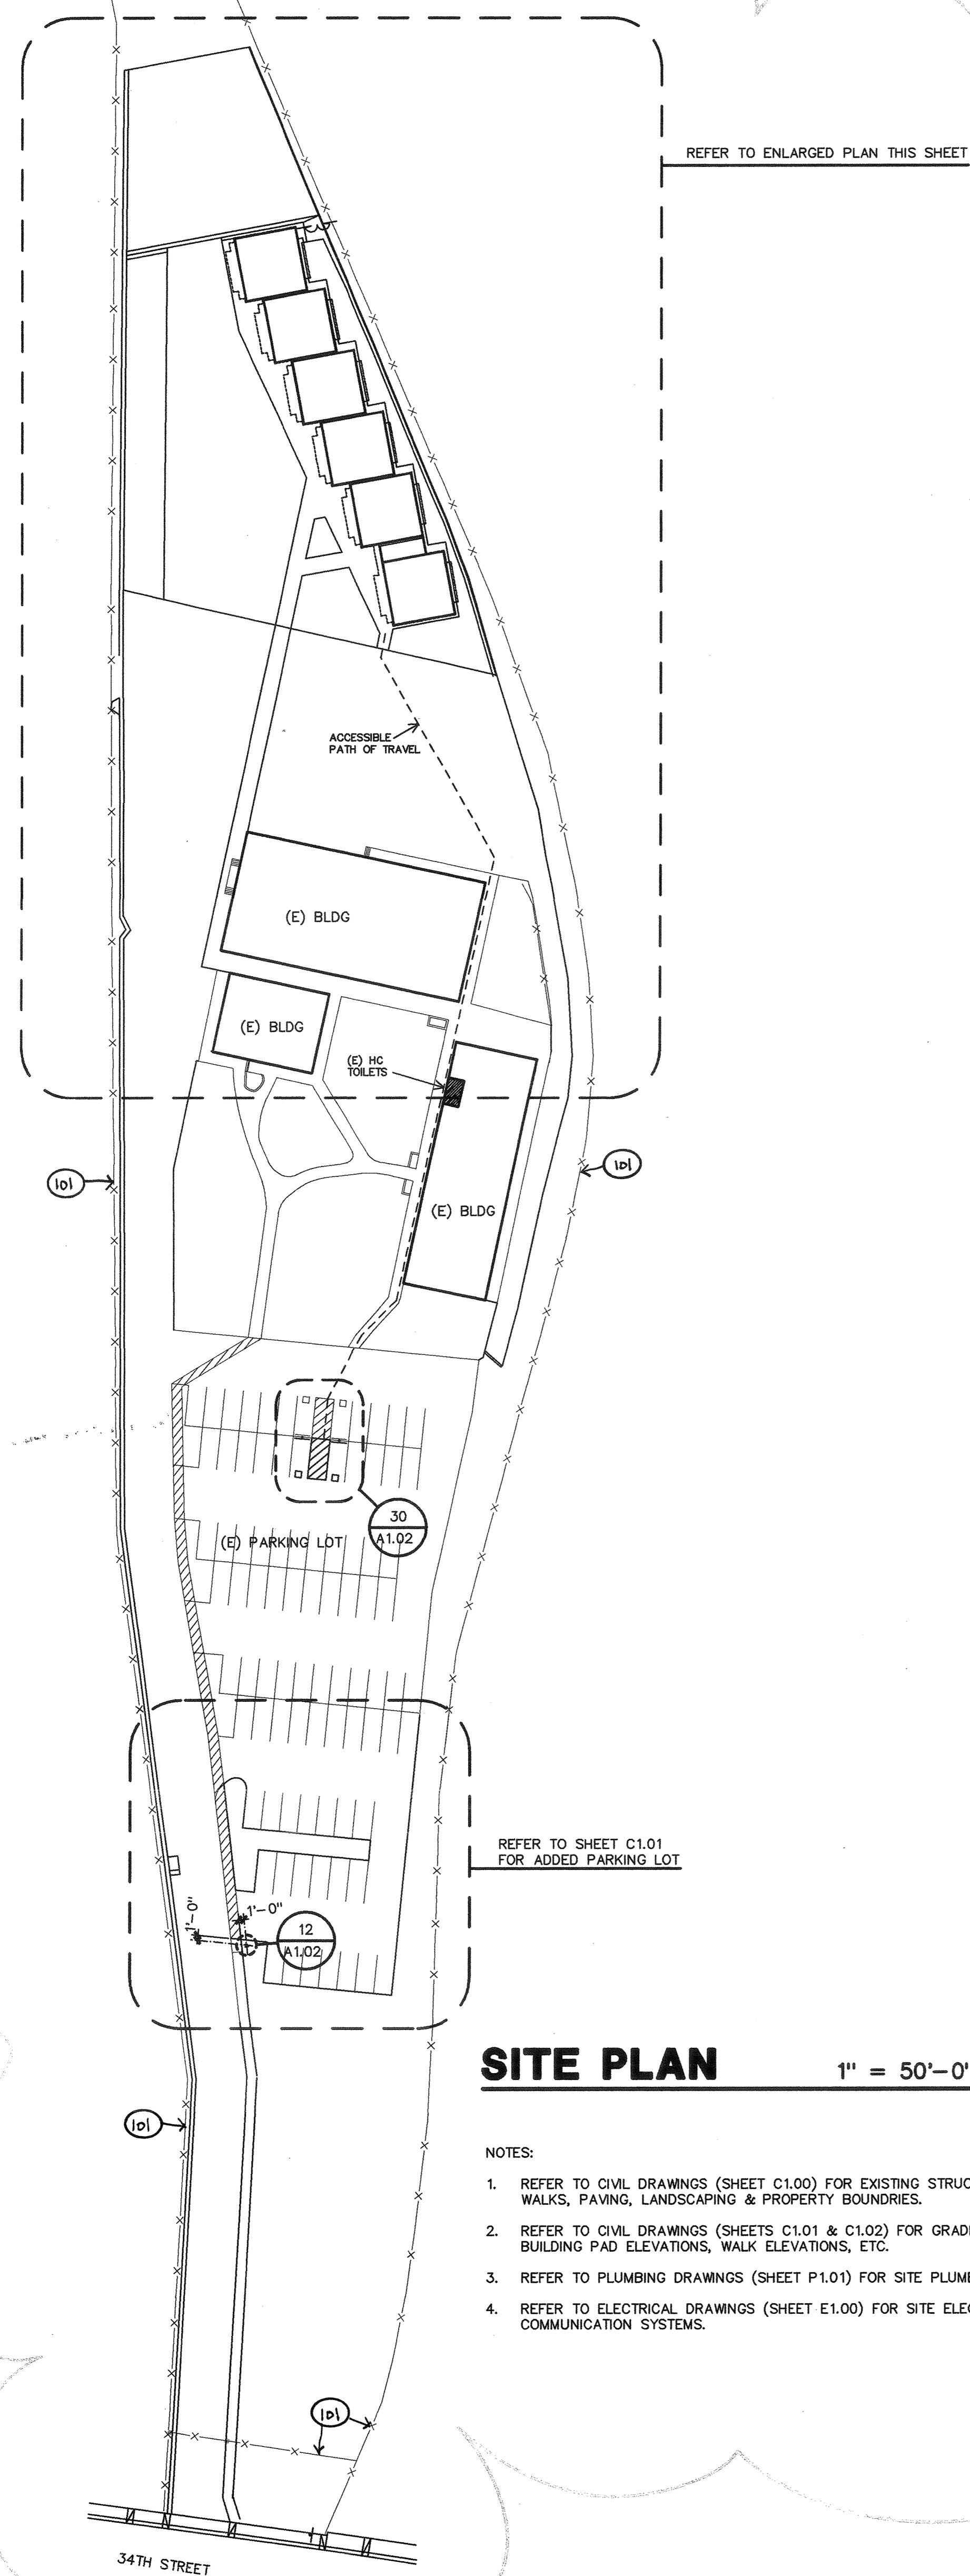 REFER TO ENLARGED PLAN THIS SHEET
ACCESSIBLE
PATH OF TRAVEL
(E) BLDG
(E) BLDG
(E) HC
TOILETS
101
101
(E) BLDG
30
A1.02
(E) PARKING LOT
REFER TO SHEET C1.01
FOR ADDED PARKING LOT
1'-0"
1'-0"
12
A1.02
SITE PLAN 1" = 50'-0"
101
NOTES:
1. REFER TO CIVIL DRAWINGS (SHEET C1.00) FOR EXISTING STRUC
WALKS, PAVING, LANDSCAPING & PROPERTY BOUNDRIES.
2. REFER TO CIVIL DRAWINGS (SHEETS C1.01 & C1.02) FOR GRADI
BUILDING PAD ELEVATIONS, WALK ELEVATIONS, ETC.
3. REFER TO PLUMBING DRAWINGS (SHEET P1.01) FOR SITE PLUMB
4. REFER TO ELECTRICAL DRAWINGS (SHEET E1.00) FOR SITE ELEC
COMMUNICATION SYSTEMS.
101
34TH STREET